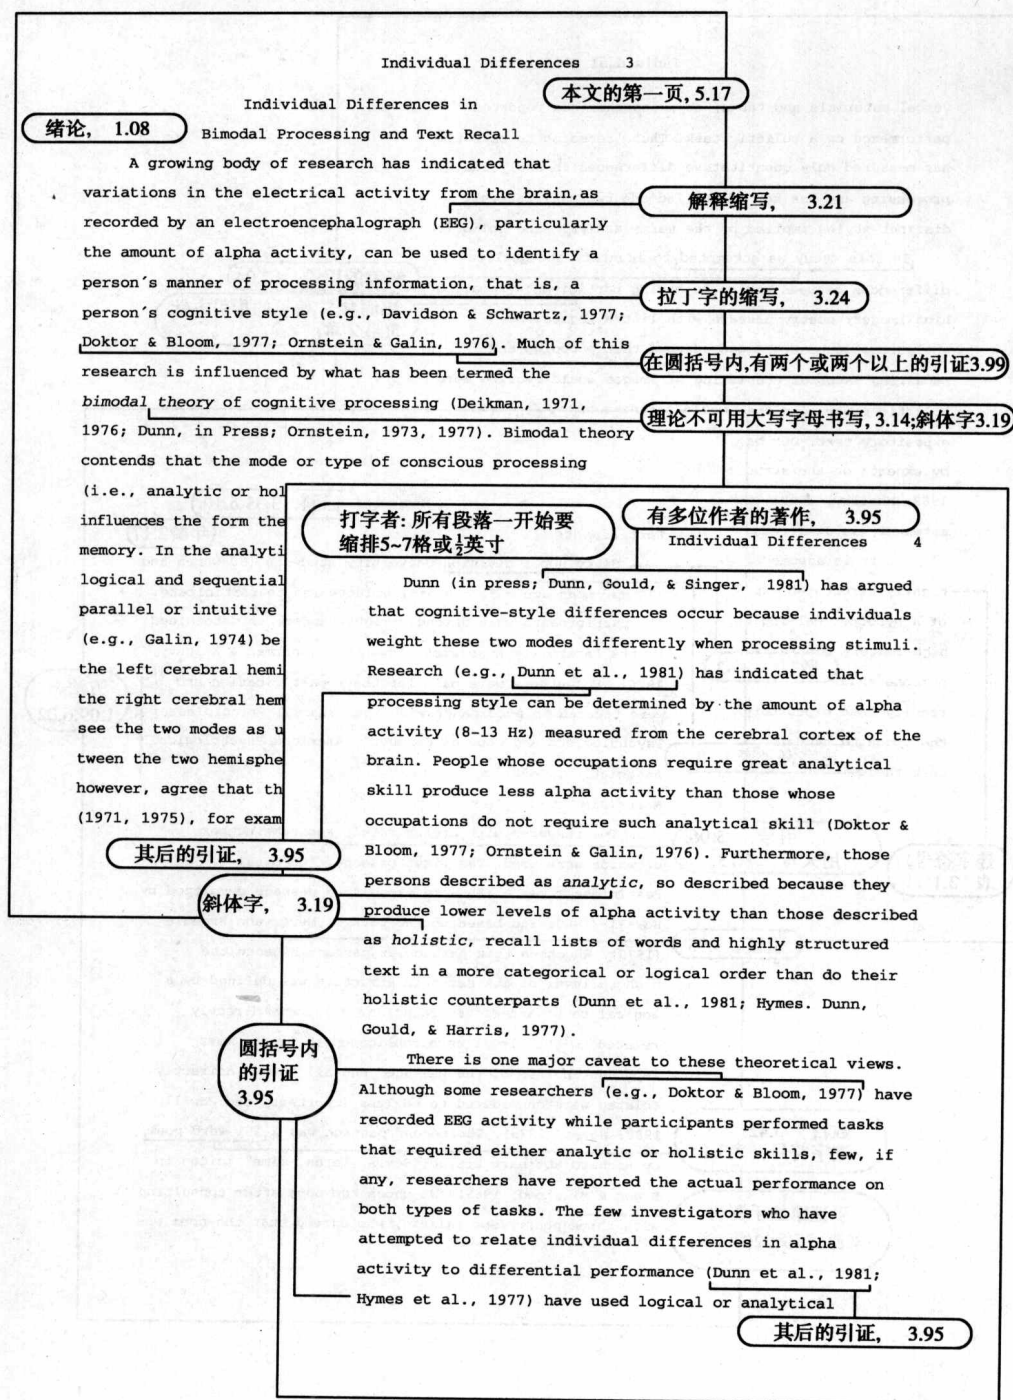 Individual Differences 3
本文的第一页, 5.17
Individual Differences in
绪论, 1.08
Bimodal Processing and Text Recall
A growing body of research has indicated that
variations in the electrical activity from the brain,as
recorded by an electroencephalograph (EEG), particularly
解释缩写, 3.21
the amount of alpha activity, can be used to identify a
person's manner of processing information, that is, a
拉丁字的缩写, 3.24
person's cognitive style (e.g., Davidson & Schwartz, 1977;
Doktor & Bloom, 1977; Ornstein & Galin, 1976). Much of this
在圆括号内,有两个或两个以上的引证3.99
research is influenced by what has been termed the
bimodal theory of cognitive processing (Deikman, 1971,
理论不可用大写字母书写, 3.14;斜体字3.19
1976; Dunn, in Press; Ornstein, 1973, 1977). Bimodal theory
contends that the mode or type of conscious processing
(i.e., analytic or hol
influences the form the
memory. In the analyti
logical and sequential
parallel or intuitive
(e.g., Galin, 1974) be
the left cerebral hemi
the right cerebral hem
see the two modes as u
tween the two hemisphe
however, agree that th
(1971, 1975), for exam
打字者: 所有段落一开始要
缩排5~7格或½英寸
有多位作者的著作, 3.95
Individual Differences 4
Dunn (in press; Dunn, Gould, & Singer, 1981) has argued
that cognitive-style differences occur because individuals
weight these two modes differently when processing stimuli.
Research (e.g., Dunn et al., 1981) has indicated that
processing style can be determined by the amount of alpha
activity (8-13 Hz) measured from the cerebral cortex of the
brain. People whose occupations require great analytical
skill produce less alpha activity than those whose
occupations do not require such analytical skill (Doktor &
Bloom, 1977; Ornstein & Galin, 1976). Furthermore, those
其后的引证, 3.95
persons described as analytic, so described because they
斜体字, 3.19
produce lower levels of alpha activity than those described
as holistic, recall lists of words and highly structured
text in a more categorical or logical order than do their
holistic counterparts (Dunn et al., 1981; Hymes. Dunn,
Gould, & Harris, 1977).
圆括号内
的引证
3.95
There is one major caveat to these theoretical views.
Although some researchers (e.g., Doktor & Bloom, 1977) have
recorded EEG activity while participants performed tasks
that required either analytic or holistic skills, few, if
any, researchers have reported the actual performance on
both types of tasks. The few investigators who have
attempted to relate individual differences in alpha
activity to differential performance (Dunn et al., 1981;
Hymes et al., 1977) have used logical or analytical
其后的引证, 3.95